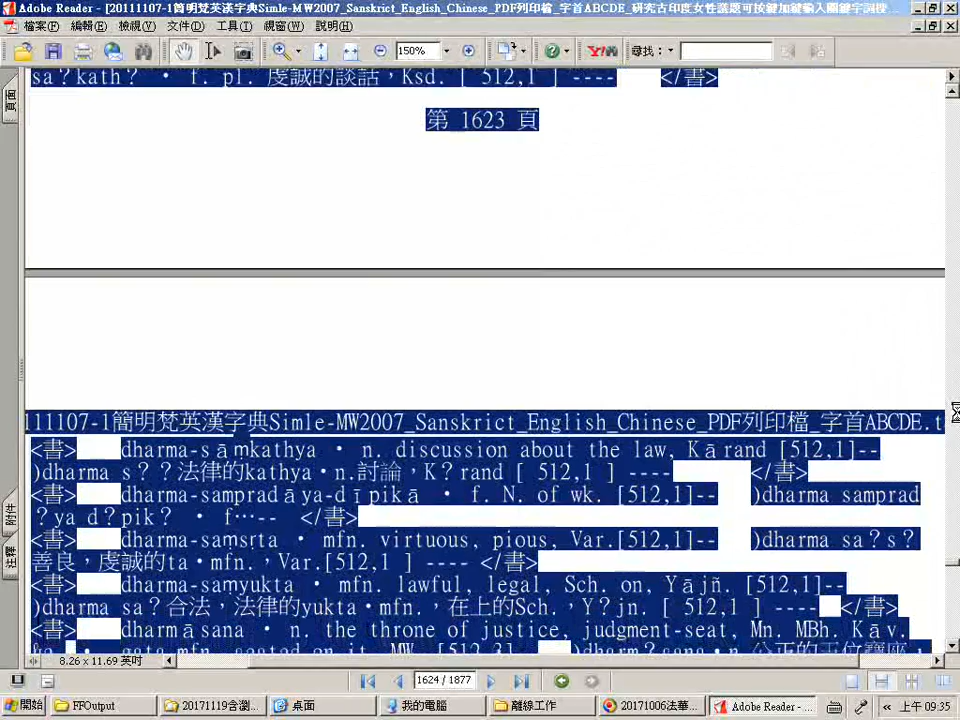 Adobe Reader - [20111107-1簡明梵英漢字典Simle-MW2007_Sanskrict_English_Chinese_PDF列印檔_字首ABCDE_研究古印度女性議題可按鍵加鍵輸入關鍵字詞搜...
檔案(F) 編輯(E) 檢視(V) 文件(D) 工具(T) 視窗(W) 說明(H)
150% Y! 尋找：
頁面
sa？kath？ • f. pl. 虔誠的談話，Ksd. [ 512,1 ] ---- </書>
第 1623 頁
111107-1簡明梵英漢字典Simle-MW2007_Sanskrict_English_Chinese_PDF列印檔_字首ABCDE.t
<書> dharma-sāṃkathya • n. discussion about the law, Kārand [512,1]--
)dharma s？？法律的kathya•n.討論，K？rand [ 512,1 ] ---- </書>
<書> dharma-sampradāya-dīpikā • f. N. of wk. [512,1]-- )dharma samprad
？ya d？pik？ • f…-- </書>
<書> dharma-saṃsṛta • mfn. virtuous, pious, Var.[512,1]-- )dharma sa？s？
善良，虔誠的ta•mfn.，Var.[512,1 ] ---- </書>
<書> dharma-saṃyukta • mfn. lawful, legal, Sch. on, Yājñ. [512,1]--
)dharma sa？合法，法律的yukta•mfn.，在上的Sch.，Y？jn. [ 512,1 ] ---- </書>
<書> dharmāsana • n. the throne of justice, judgment-seat, Mn. MBh. Kāv.
附件
注釋
8.26 x 11.69 英吋
1624 / 1877
開始 FFOutput 20171119含瀏... 桌面 我的電腦 離線工作 20171006法華... Adobe Reader - [... 上午 09:35